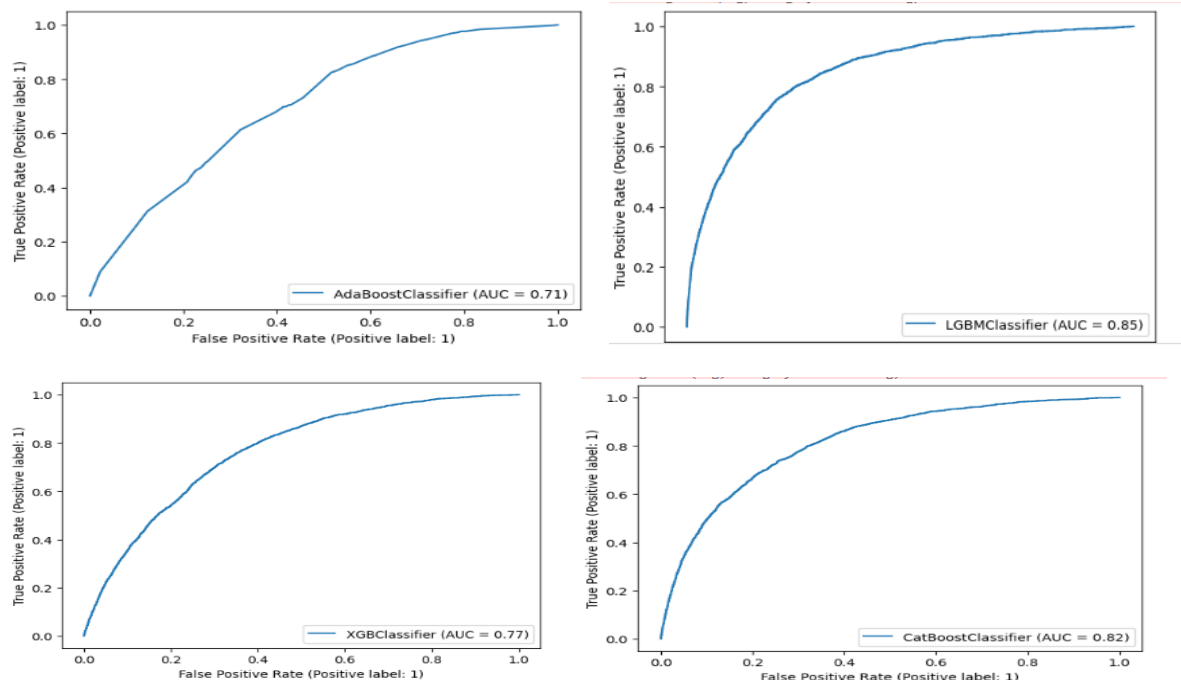 1.0
0.8
0.6
0.4
0.2
0.0
True Positive Rate (Positive label: 1)
AdaBoostClassifier (AUC = 0.71)
0.0 0.2 0.4 0.6 0.8 1.0
False Positive Rate (Positive label: 1)
1.0
0.8
0.6
0.4
0.2
0.0
True Positive Rate (Positive label: 1)
LGBMClassifier (AUC = 0.85)
1.0
0.8
0.6
0.4
0.2
0.0
True Positive Rate (Positive label: 1)
XGBClassifier (AUC = 0.77)
0.0 0.2 0.4 0.6 0.8 1.0
False Positive Rate (Positive label: 1)
1.0
0.8
0.6
0.4
0.2
0.0
True Positive Rate (Positive label: 1)
CatBoostClassifier (AUC = 0.82)
0.0 0.2 0.4 0.6 0.8 1.0
False Positive Rate (Positive label: 1)